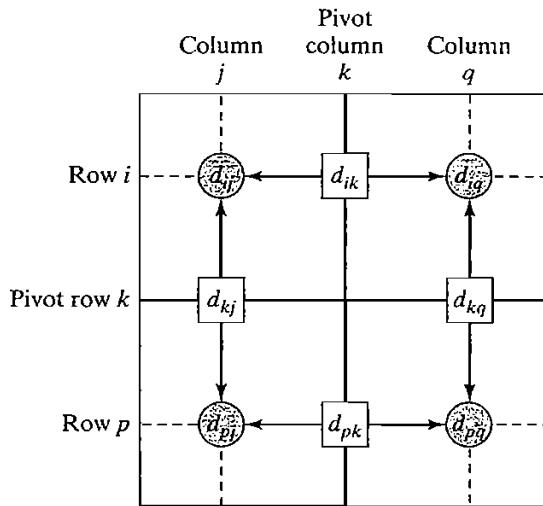 Column
j
Pivot
column
k
Column
q
Row i
d_ij
d_ik
d_iq
Pivot row k
d_kj
d_kq
Row p
d_pj
d_pk
d_pq